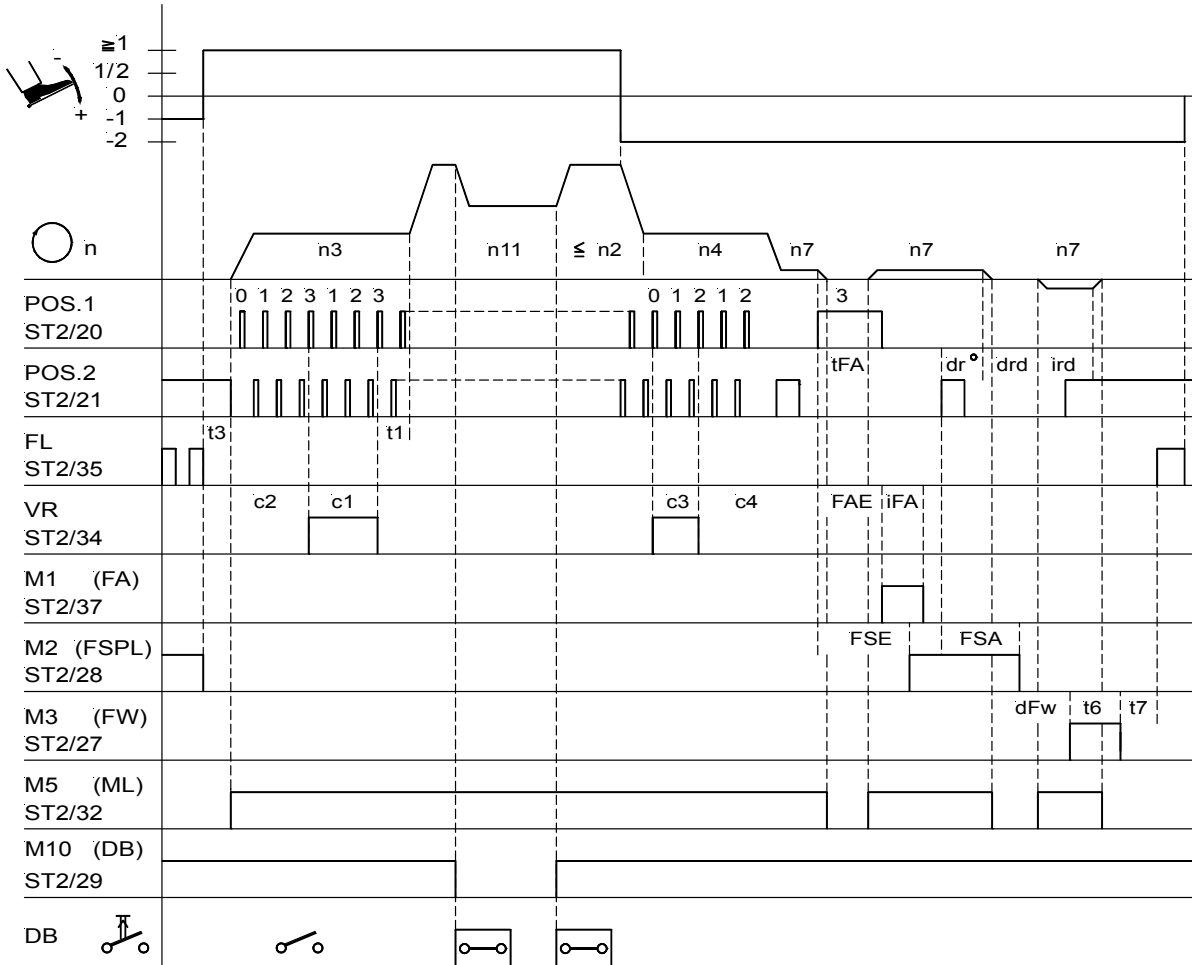 ≧1
-
1/2
0
+
-1
-2
n
n3
n11
≦ n2
n4
n7
n7
n7
POS.1
0 1 2 3 1 2 3
0 1 2 1 2
3
ST2/20
POS.2
tFA
dr°
drd
ird
ST2/21
FL
t3
t1
ST2/35
VR
c2
c1
c3
c4
FAE
iFA
ST2/34
M1 (FA)
ST2/37
M2 (FSPL)
FSE
FSA
ST2/28
M3 (FW)
dFw
t6
t7
ST2/27
M5 (ML)
ST2/32
M10 (DB)
ST2/29
DB